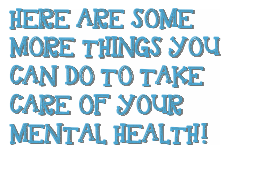 HERE ARE SOME
MORE THINGS YOU
CAN DO TO TAKE
CARE OF YOUR
MENTAL HEALTH!